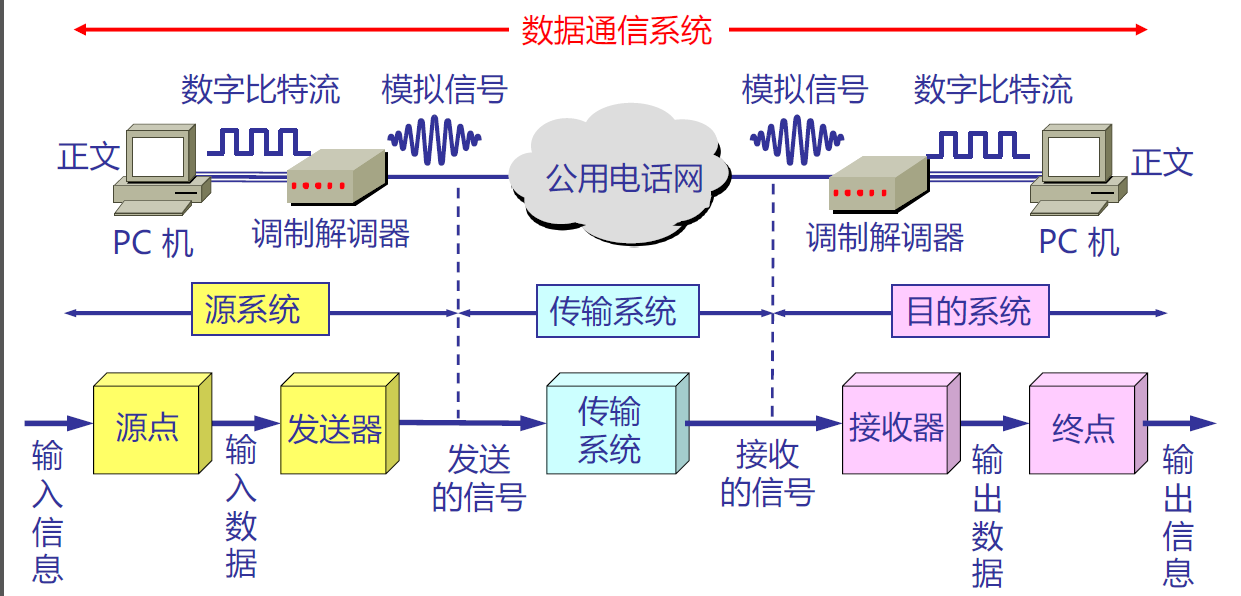 数据通信系统
数字比特流
模拟信号
模拟信号
数字比特流
正文
公用电话网
正文
PC 机
调制解调器
调制解调器
PC 机
源系统
传输系统
目的系统
源点
发送器
传输
系统
接收器
终点
输入信息
输入数据
发送
的信号
接收
的信号
输出数据
输出信息